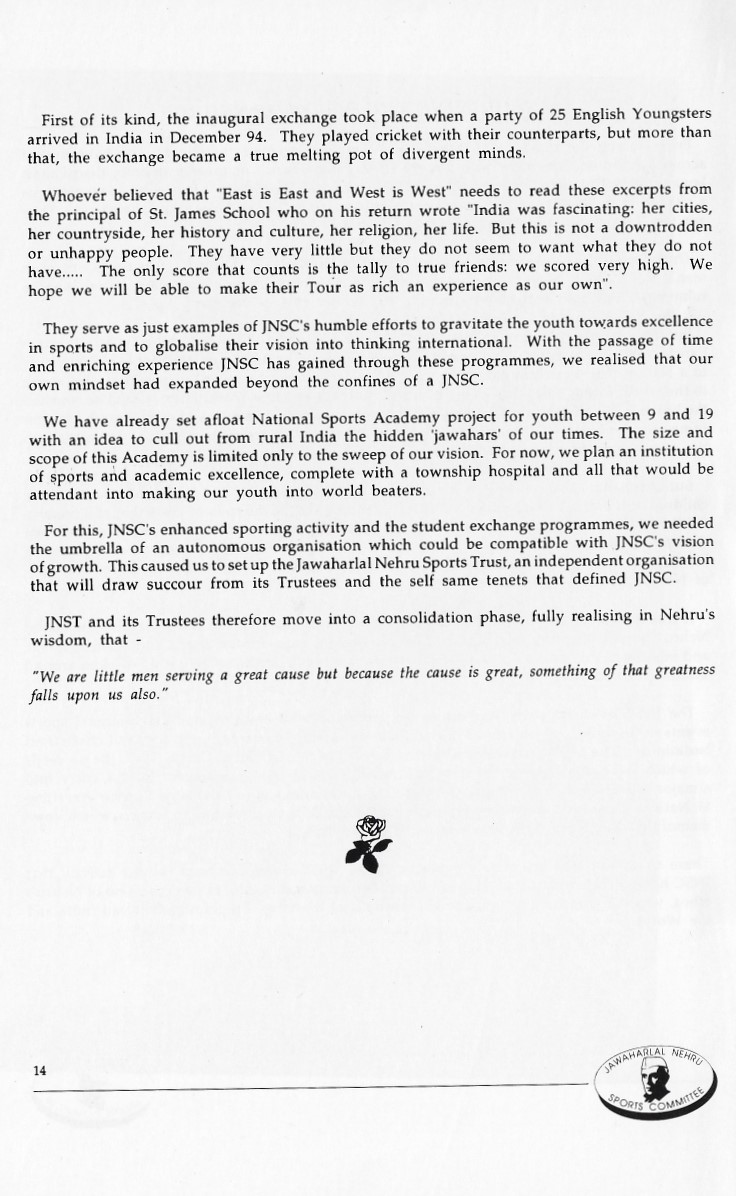 First of its kind, the inaugural exchange took place when a party of 25 English Youngsters
arrived in India in December 94. They played cricket with their counterparts, but more than
that, the exchange became a true melting pot of divergent minds.
Whoever believed that "East is East and West is West" needs to read these excerpts from
the principal of St. James School who on his return wrote "India was fascinating: her cities,
her countryside, her history and culture, her religion, her life. But this is not a downtrodden
or unhappy people. They have very little but they do not seem to want what they do not
have..... The only score that counts is the tally to true friends: we scored very high. We
hope we will be able to make their Tour as rich an experience as our own".
They serve as just examples of JNSC's humble efforts to gravitate the youth towards excellence
in sports and to globalise their vision into thinking international. With the passage of time
and enriching experience JNSC has gained through these programmes, we realised that our
own mindset had expanded beyond the confines of a JNSC.
We have already set afloat National Sports Academy project for youth between 9 and 19
with an idea to cull out from rural India the hidden 'jawahars' of our times. The size and
scope of this Academy is limited only to the sweep of our vision. For now, we plan an institution
of sports and academic excellence, complete with a township hospital and all that would be
attendant into making our youth into world beaters.
For this, JNSC's enhanced sporting activity and the student exchange programmes, we needed
the umbrella of an autonomous organisation which could be compatible with JNSC's vision
of growth. This caused us to set up the Jawaharlal Nehru Sports Trust, an independent organisation
that will draw succour from its Trustees and the self same tenets that defined JNSC.
JNST and its Trustees therefore move into a consolidation phase, fully realising in Nehru's
wisdom, that -
"We are little men serving a great cause but because the cause is great, something of that greatness
falls upon us also."
14
JAWAHARLAL NEHRU
SPORTS COMMITTEE